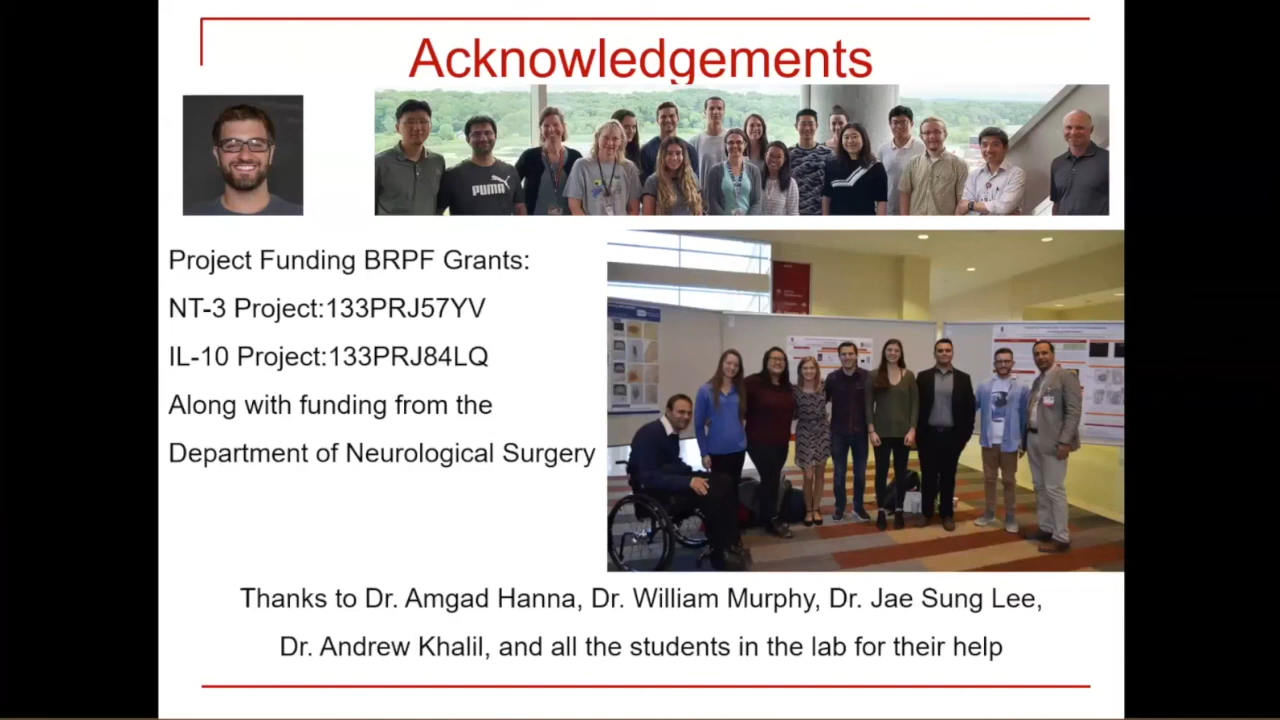 Acknowledgements
PUMA
Project Funding BRPF Grants:
NT-3 Project:133PRJ57YV
IL-10 Project:133PRJ84LQ
Along with funding from the
Department of Neurological Surgery
Thanks to Dr. Amgad Hanna, Dr. William Murphy, Dr. Jae Sung Lee,
Dr. Andrew Khalil, and all the students in the lab for their help